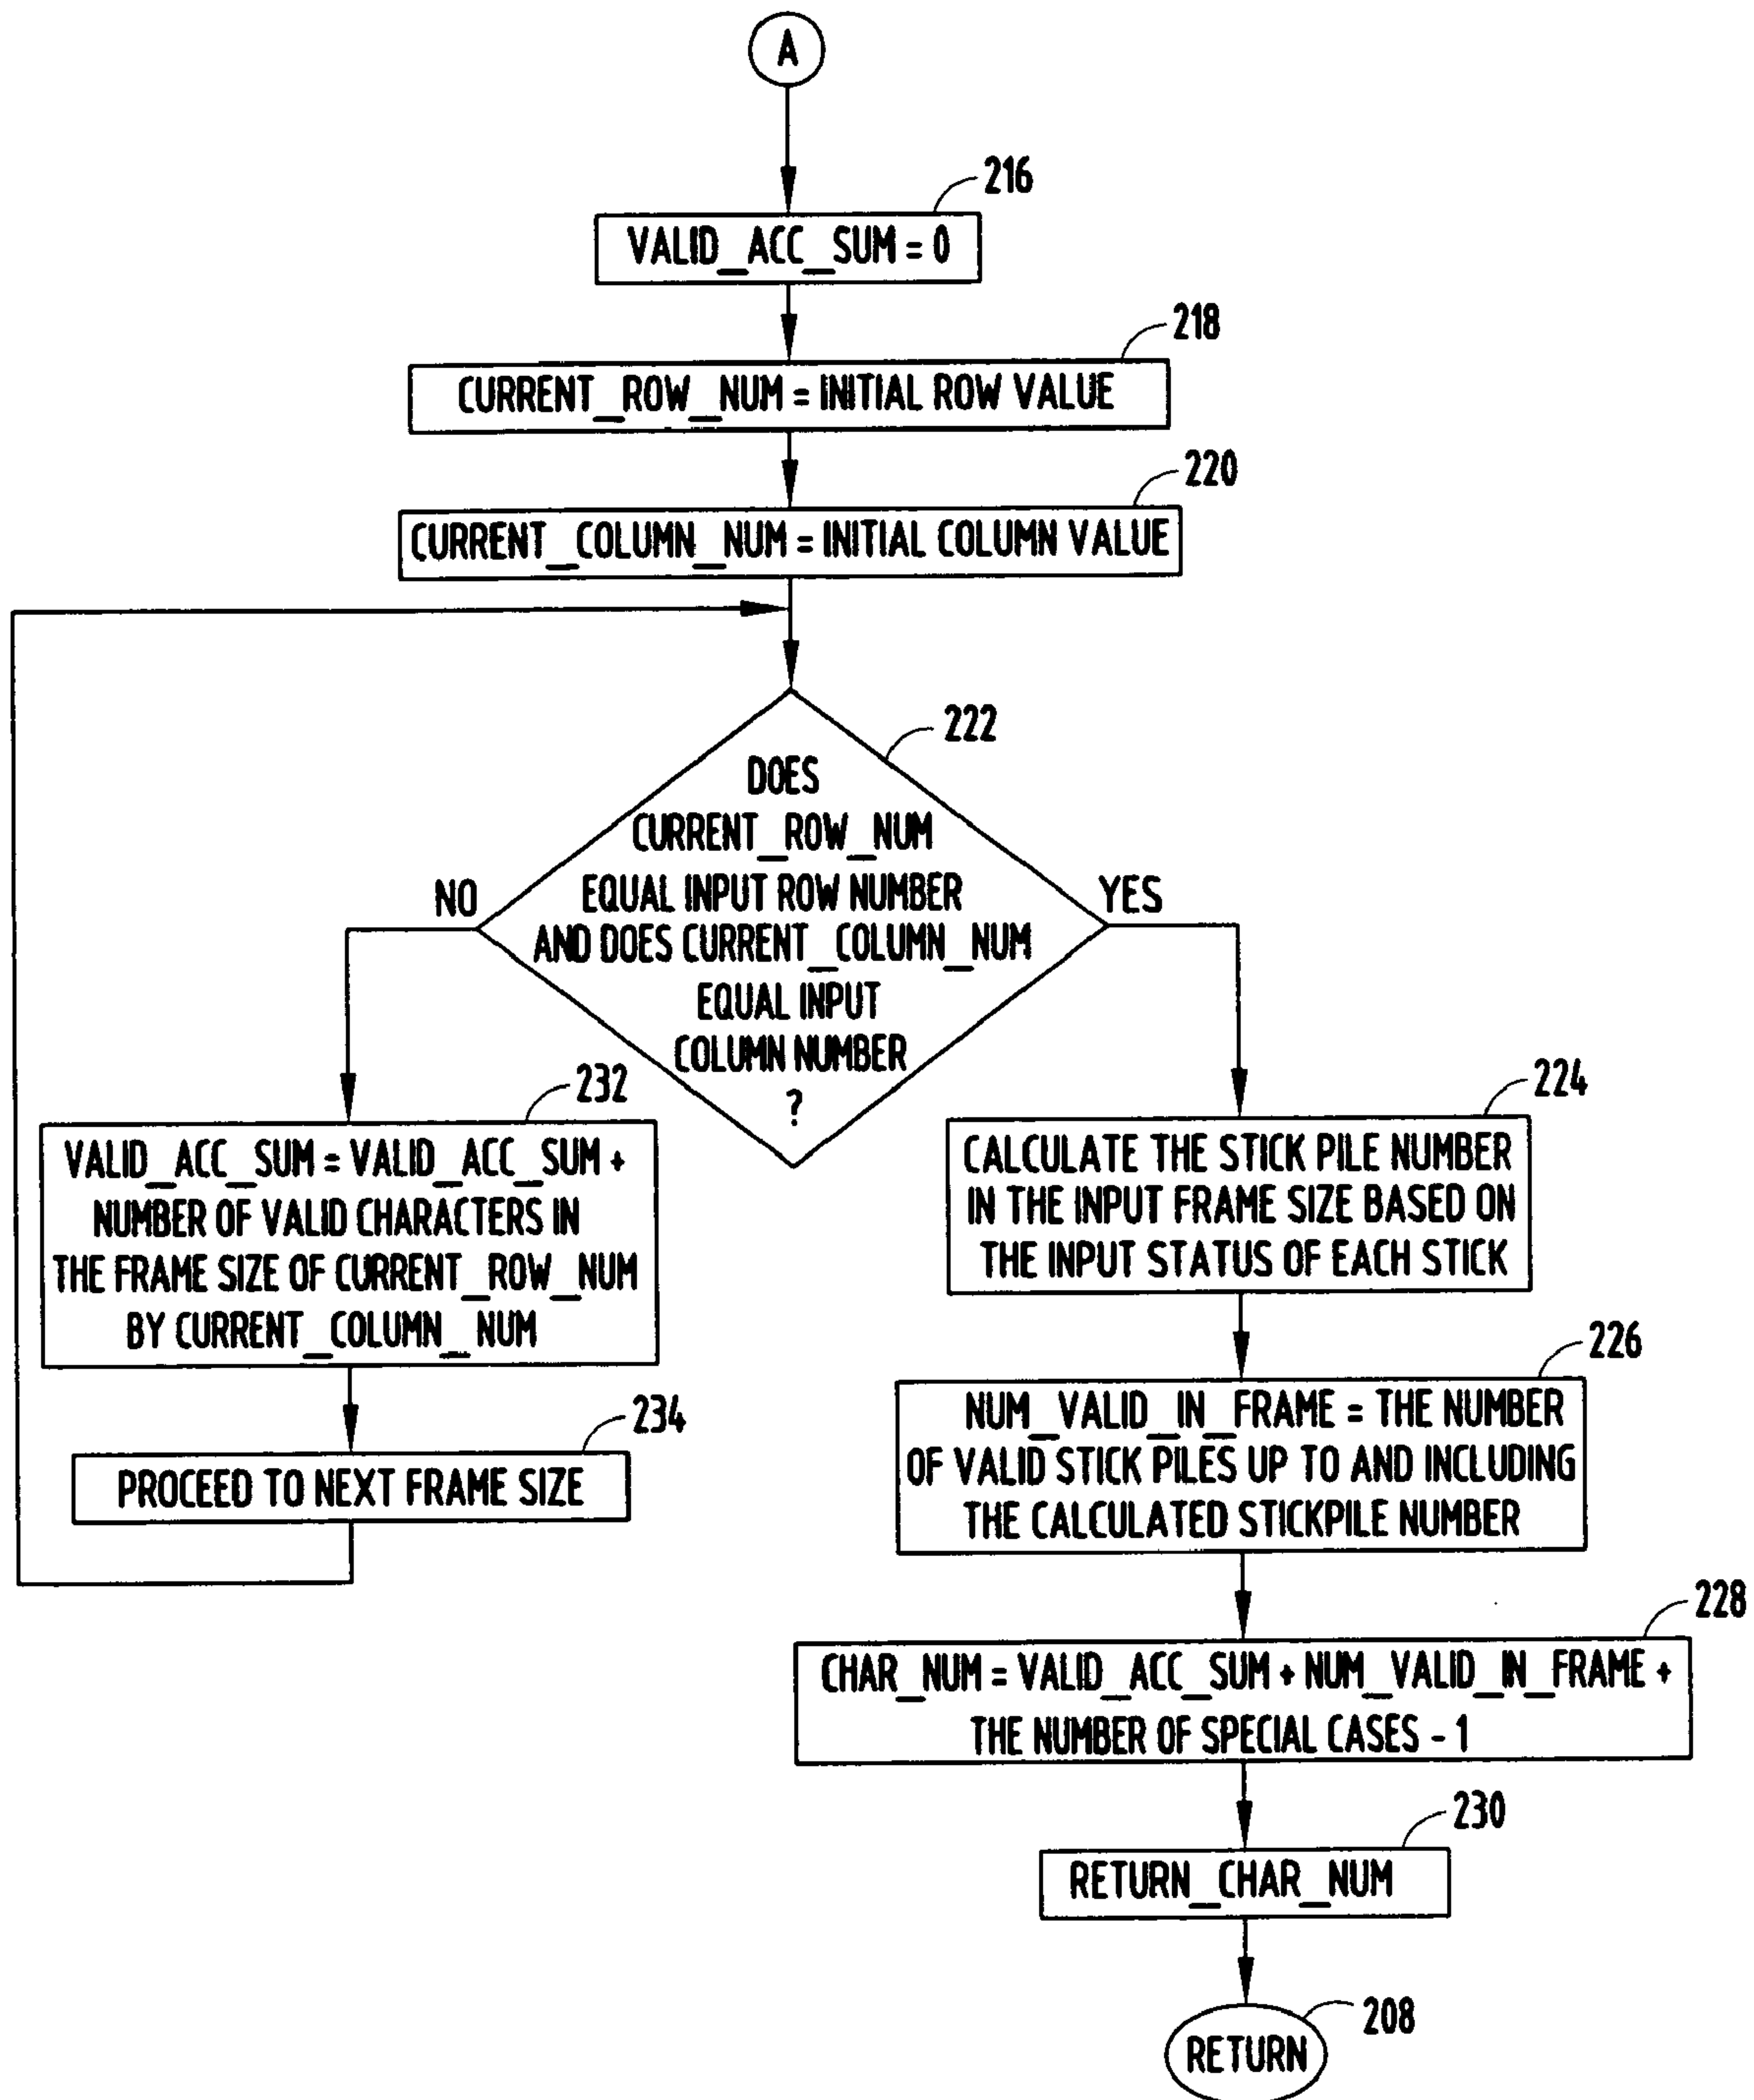 A
216
VALID_ACC_SUM = 0
218
CURRENT_ROW_NUM = INITIAL ROW VALUE
220
CURRENT_COLUMN_NUM = INITIAL COLUMN VALUE
222
DOES
CURRENT_ROW_NUM
EQUAL INPUT ROW NUMBER
AND DOES CURRENT_COLUMN_NUM
EQUAL INPUT
COLUMN NUMBER
?
NO
YES
232
VALID_ACC_SUM = VALID_ACC_SUM +
NUMBER OF VALID CHARACTERS IN
THE FRAME SIZE OF CURRENT_ROW_NUM
BY CURRENT_COLUMN_NUM
234
PROCEED TO NEXT FRAME SIZE
224
CALCULATE THE STICK PILE NUMBER
IN THE INPUT FRAME SIZE BASED ON
THE INPUT STATUS OF EACH STICK
226
NUM_VALID_IN_FRAME = THE NUMBER
OF VALID STICK PILES UP TO AND INCLUDING
THE CALCULATED STICKPILE NUMBER
228
CHAR_NUM = VALID_ACC_SUM + NUM_VALID_IN_FRAME +
THE NUMBER OF SPECIAL CASES - 1
230
RETURN_CHAR_NUM
208
RETURN